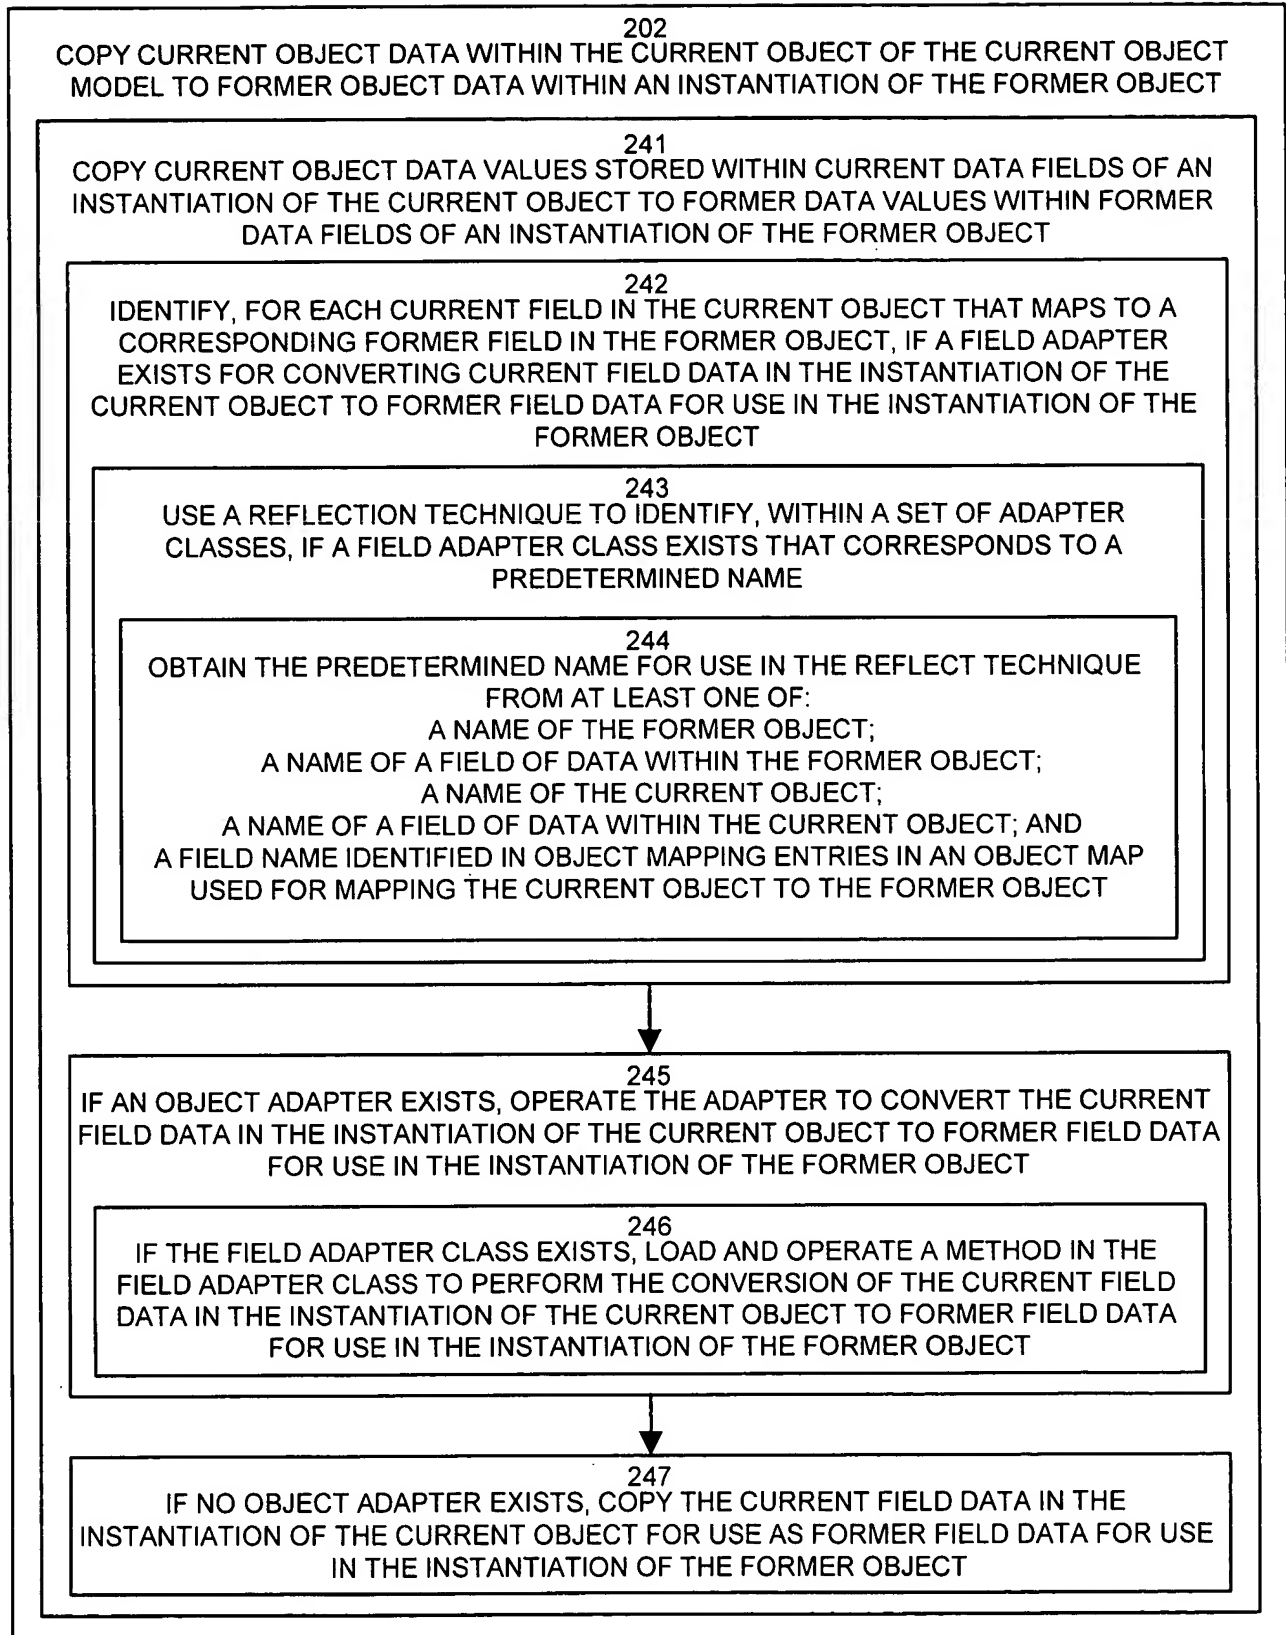 202
COPY CURRENT OBJECT DATA WITHIN THE CURRENT OBJECT OF THE CURRENT OBJECT
MODEL TO FORMER OBJECT DATA WITHIN AN INSTANTIATION OF THE FORMER OBJECT
241
COPY CURRENT OBJECT DATA VALUES STORED WITHIN CURRENT DATA FIELDS OF AN
INSTANTIATION OF THE CURRENT OBJECT TO FORMER DATA VALUES WITHIN FORMER
DATA FIELDS OF AN INSTANTIATION OF THE FORMER OBJECT
242
IDENTIFY, FOR EACH CURRENT FIELD IN THE CURRENT OBJECT THAT MAPS TO A
CORRESPONDING FORMER FIELD IN THE FORMER OBJECT, IF A FIELD ADAPTER
EXISTS FOR CONVERTING CURRENT FIELD DATA IN THE INSTANTIATION OF THE
CURRENT OBJECT TO FORMER FIELD DATA FOR USE IN THE INSTANTIATION OF THE
FORMER OBJECT
243
USE A REFLECTION TECHNIQUE TO IDENTIFY, WITHIN A SET OF ADAPTER
CLASSES, IF A FIELD ADAPTER CLASS EXISTS THAT CORRESPONDS TO A
PREDETERMINED NAME
244
OBTAIN THE PREDETERMINED NAME FOR USE IN THE REFLECT TECHNIQUE
FROM AT LEAST ONE OF:
A NAME OF THE FORMER OBJECT;
A NAME OF A FIELD OF DATA WITHIN THE FORMER OBJECT;
A NAME OF THE CURRENT OBJECT;
A NAME OF A FIELD OF DATA WITHIN THE CURRENT OBJECT; AND
A FIELD NAME IDENTIFIED IN OBJECT MAPPING ENTRIES IN AN OBJECT MAP
USED FOR MAPPING THE CURRENT OBJECT TO THE FORMER OBJECT
245
IF AN OBJECT ADAPTER EXISTS, OPERATE THE ADAPTER TO CONVERT THE CURRENT
FIELD DATA IN THE INSTANTIATION OF THE CURRENT OBJECT TO FORMER FIELD DATA
FOR USE IN THE INSTANTIATION OF THE FORMER OBJECT
246
IF THE FIELD ADAPTER CLASS EXISTS, LOAD AND OPERATE A METHOD IN THE
FIELD ADAPTER CLASS TO PERFORM THE CONVERSION OF THE CURRENT FIELD
DATA IN THE INSTANTIATION OF THE CURRENT OBJECT TO FORMER FIELD DATA
FOR USE IN THE INSTANTIATION OF THE FORMER OBJECT
247
IF NO OBJECT ADAPTER EXISTS, COPY THE CURRENT FIELD DATA IN THE
INSTANTIATION OF THE CURRENT OBJECT FOR USE AS FORMER FIELD DATA FOR USE
IN THE INSTANTIATION OF THE FORMER OBJECT